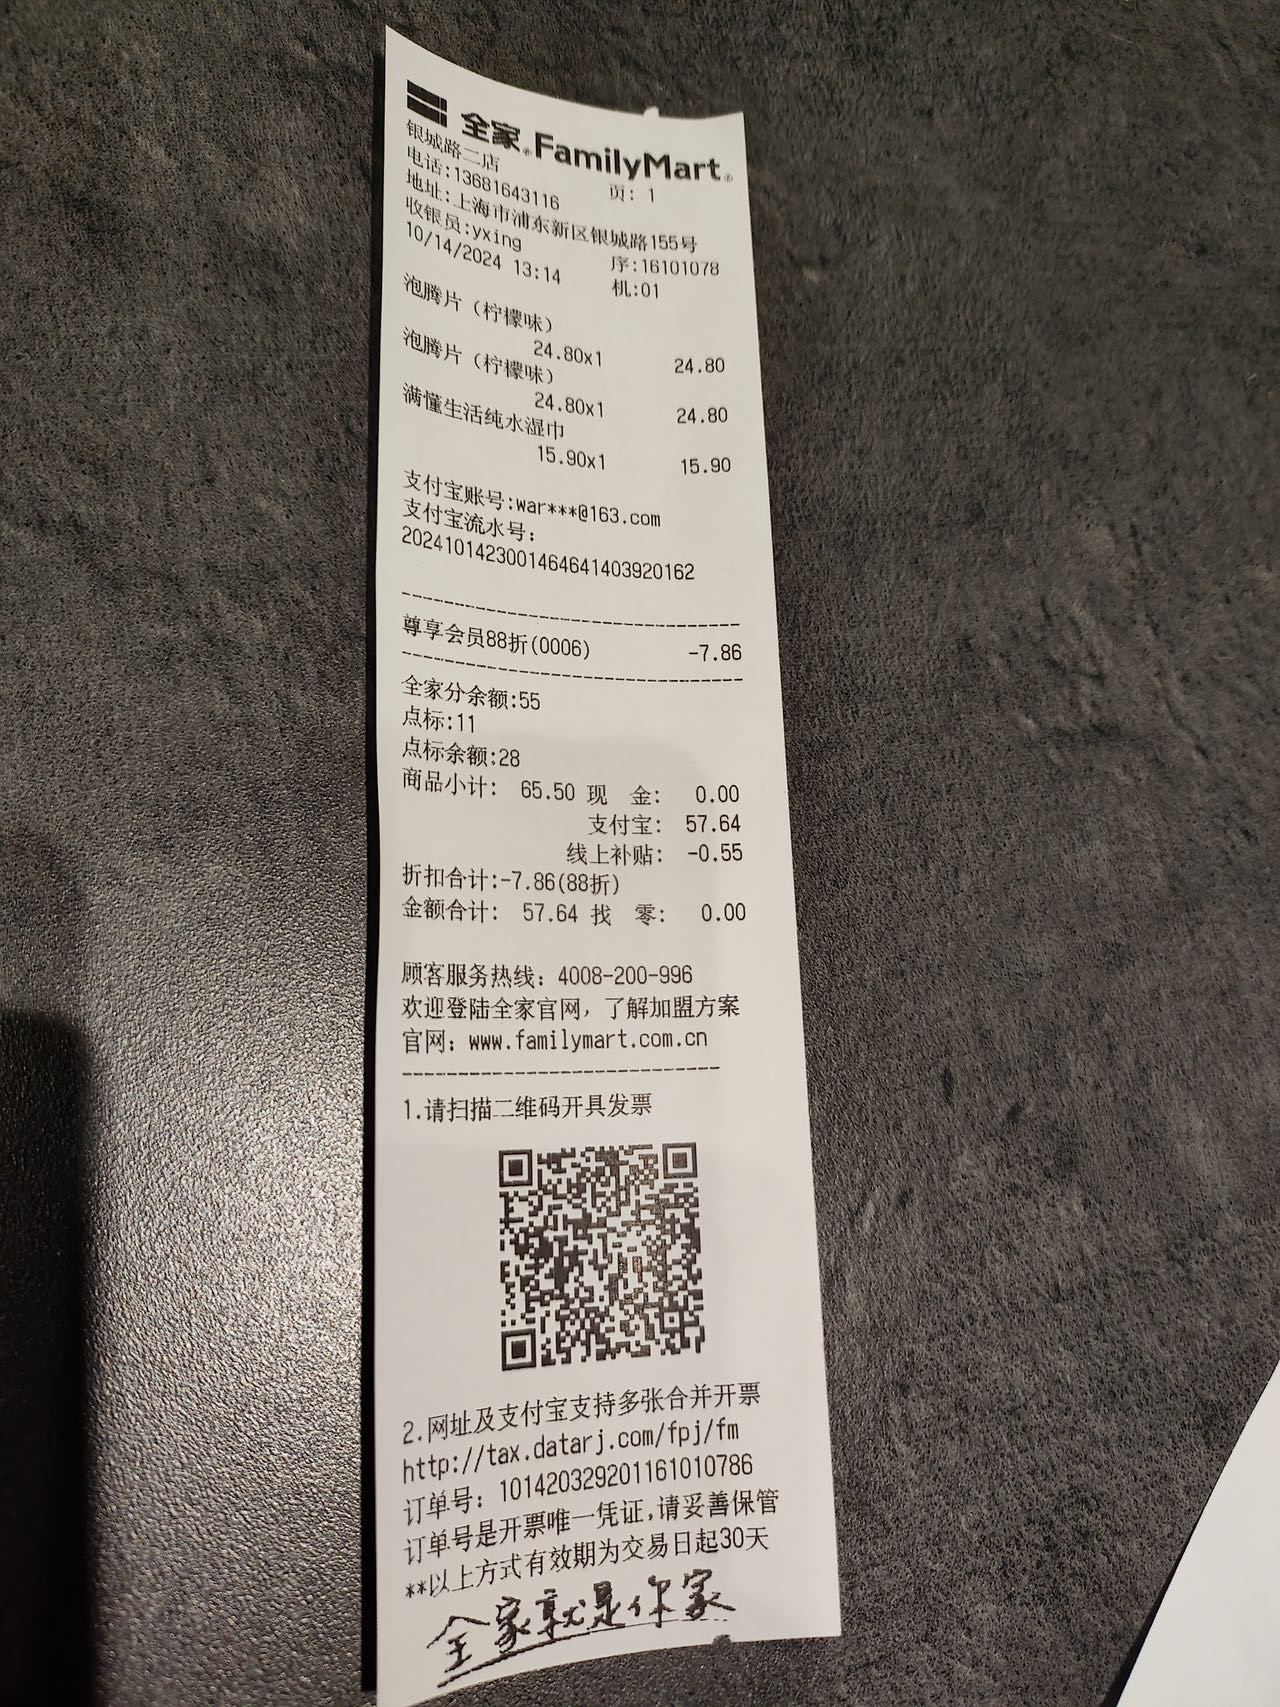 全家®FamilyMart®
银城路二店 页: 1
电话:13681643116
地址:上海市浦东新区银城路155号
收银员:yxing 序:16101078
10/14/2024 13:14 机:01
泡腾片（柠檬味）
24.80x1 24.80
泡腾片（柠檬味）
24.80x1 24.80
满懂生活纯水湿巾
15.90x1 15.90
支付宝账号:war***@163.com
支付宝流水号:
2024101423001464641403920162
尊享会员88折(0006) -7.86
全家分余额:55
点标:11
点标余额:28
商品小计: 65.50 现 金: 0.00
支付宝: 57.64
线上补贴: -0.55
折扣合计:-7.86(88折)
金额合计: 57.64 找 零: 0.00
顾客服务热线: 4008-200-996
欢迎登陆全家官网, 了解加盟方案
官网: www.familymart.com.cn
1.请扫描二维码开具发票
2.网址及支付宝支持多张合并开票
http://tax.datarj.com/fpj/fm
订单号: 101420329201161010786
订单号是开票唯一凭证,请妥善保管
**以上方式有效期为交易日起30天
全家就是你家